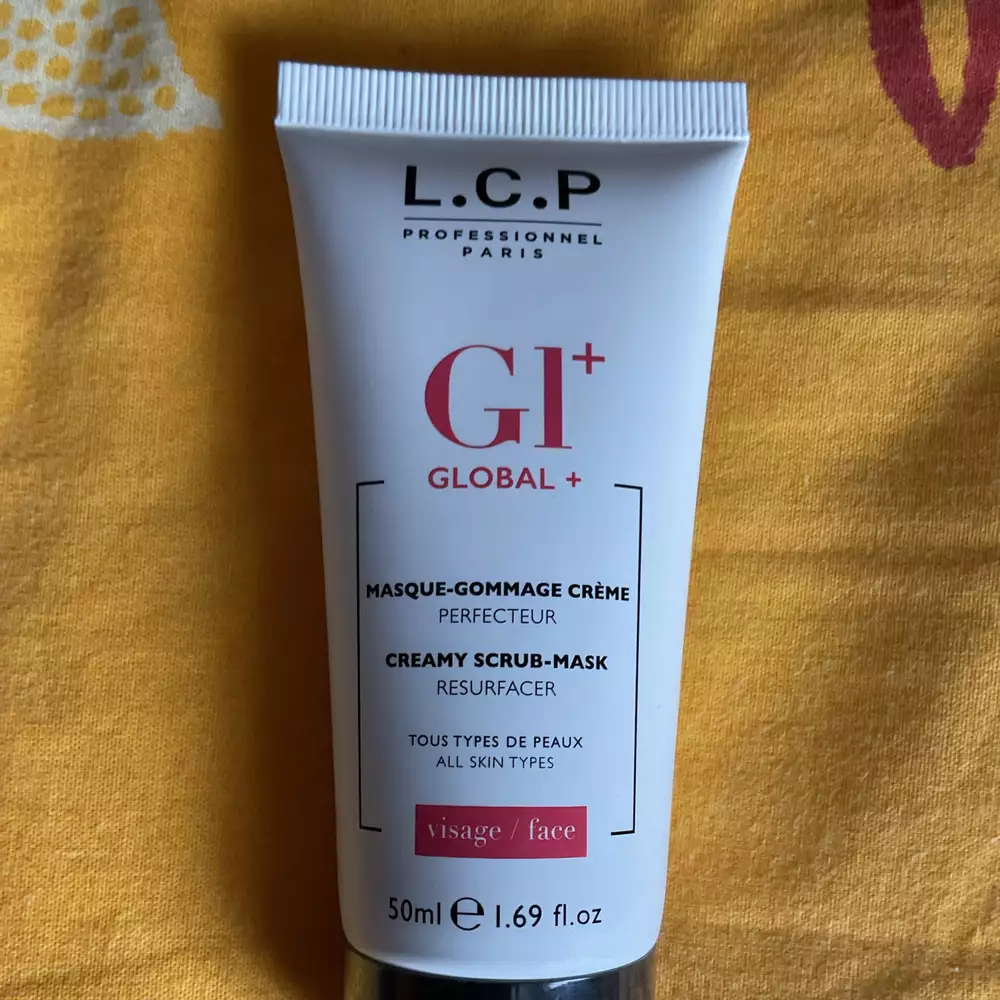 L.C.P
PROFESSIONNEL
PARIS
Gl+
GLOBAL +
MASQUE-GOMMAGE CRÈME
PERFECTEUR
CREAMY SCRUB-MASK
RESURFACER
TOUS TYPES DE PEAUX
ALL SKIN TYPES
visage / face
50ml ℮ 1.69 fl.oz